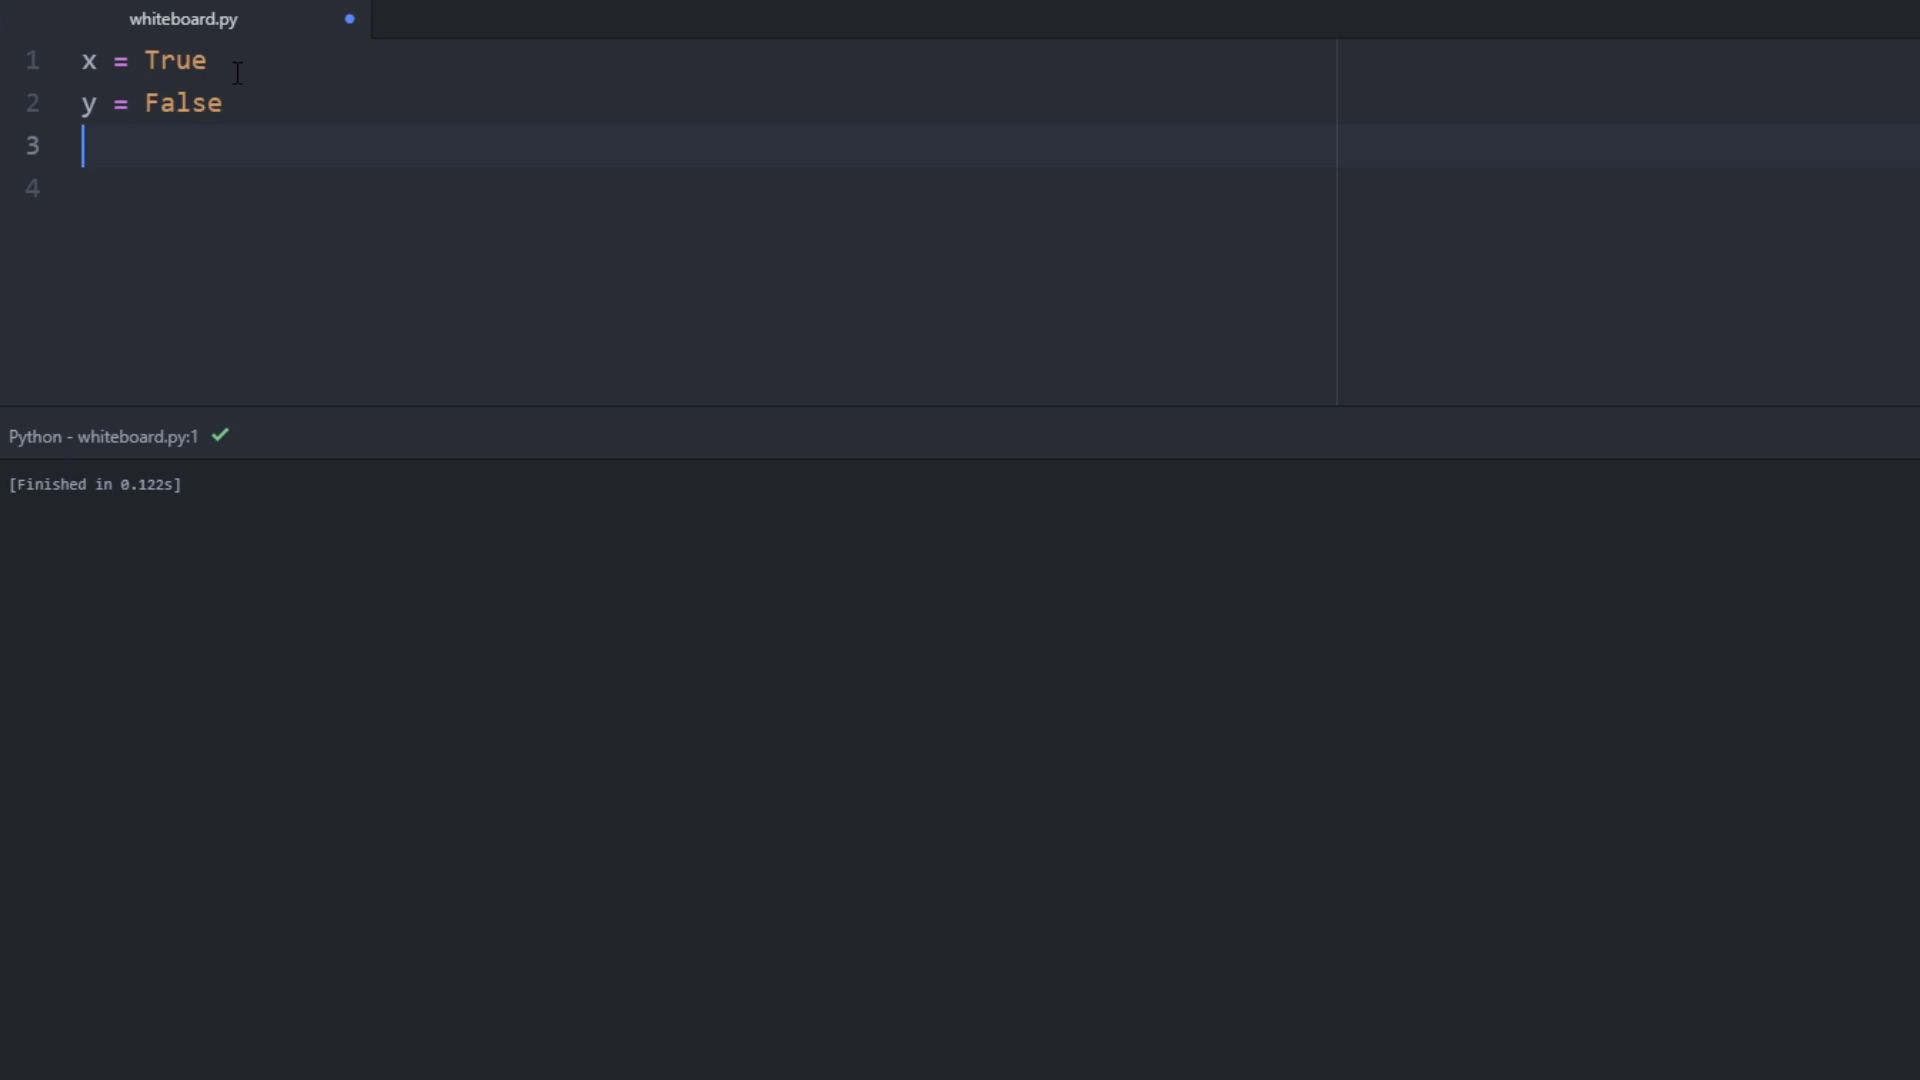 whiteboard.py
1 x = True
2 y = False
3
4
Python - whiteboard.py:1
[Finished in 0.122s]